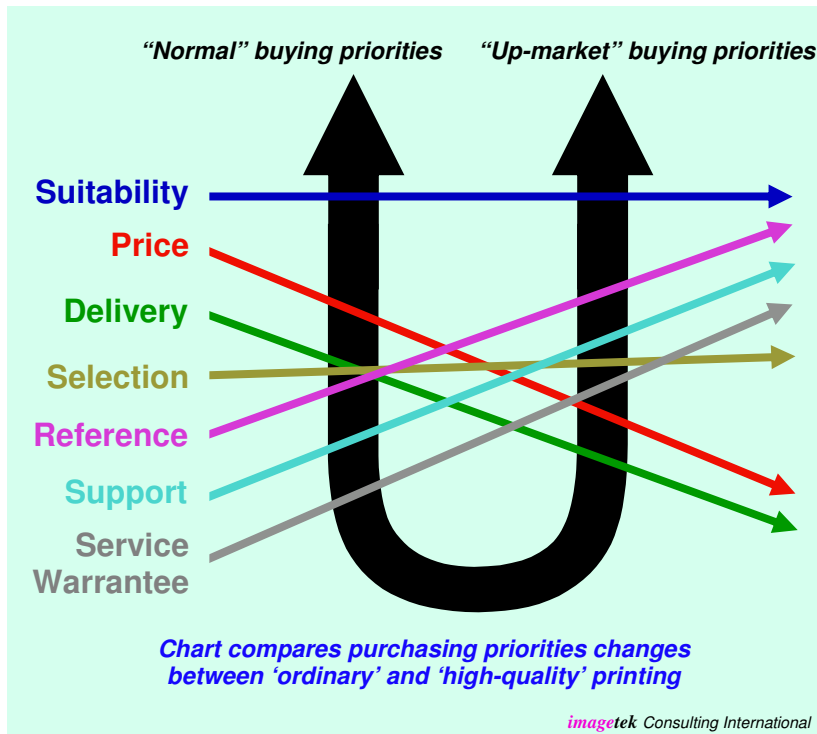 “Normal” buying priorities
“Up-market” buying priorities
Suitability
Price
Delivery
Selection
Reference
Support
Service
Warrantee
Chart compares purchasing priorities changes
between ‘ordinary’ and ‘high-quality’ printing
imagetek Consulting International